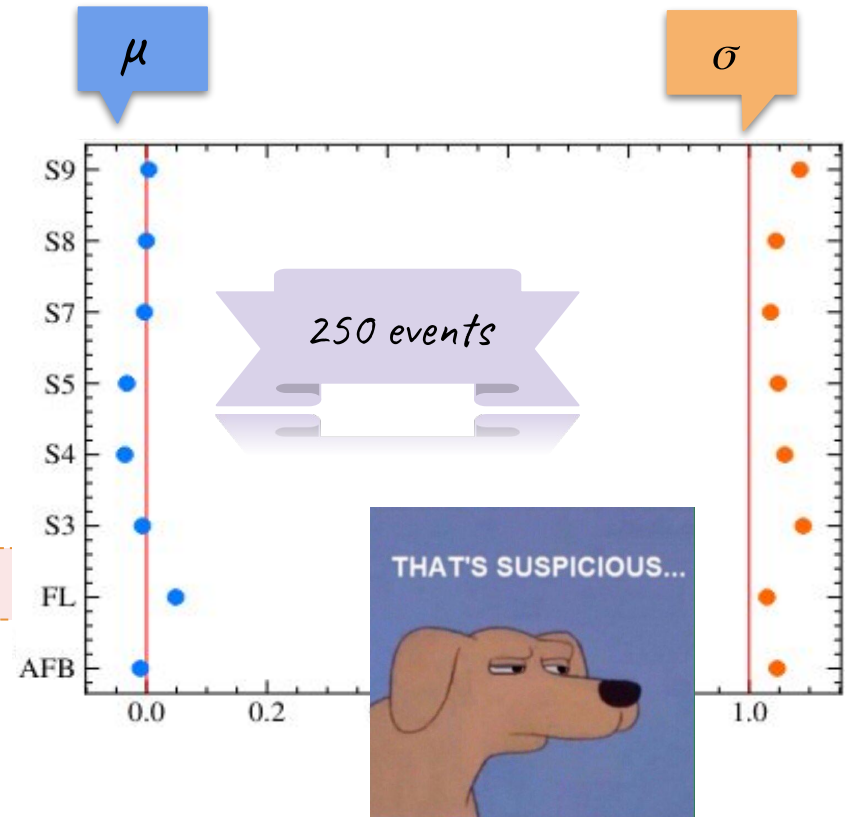 μ
σ
S9
S8
S7
S5
S4
S3
FL
AFB
250 events
THAT'S SUSPICIOUS...
0.0 0.2 1.0